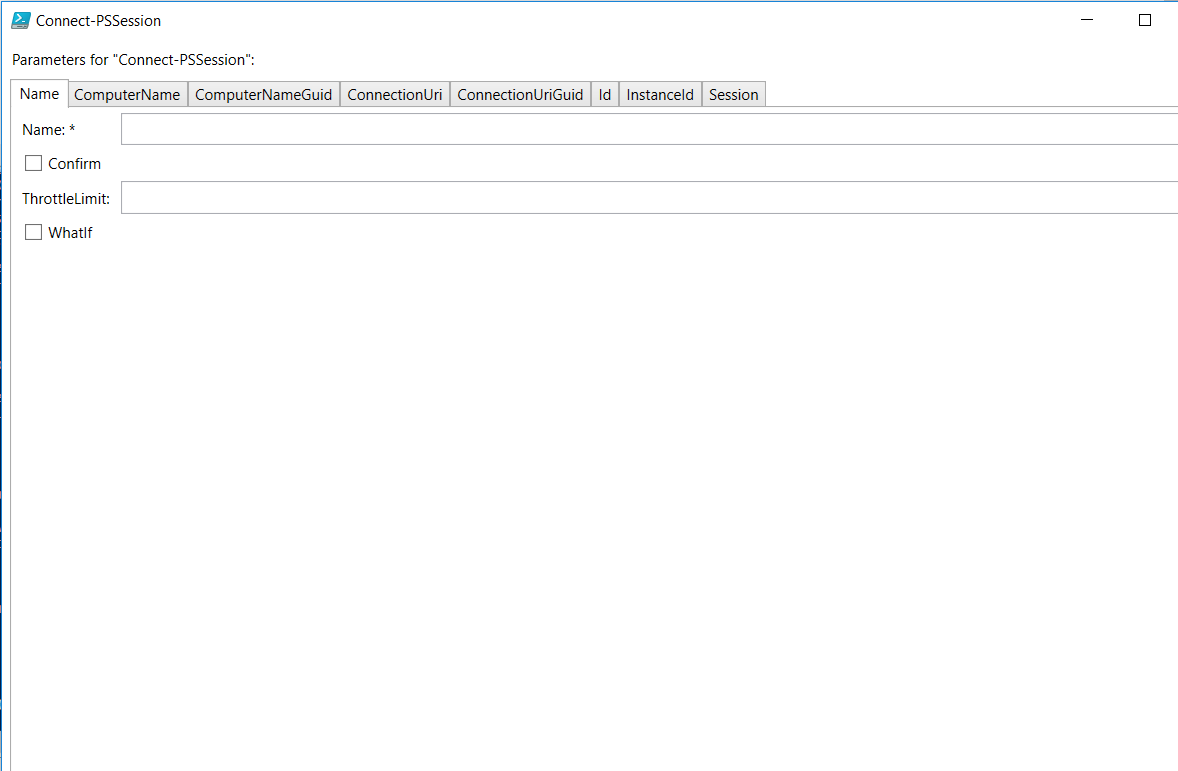 Connect-PSSession
Parameters for "Connect-PSSession":
Name ComputerName ComputerNameGuid ConnectionUri ConnectionUriGuid Id InstanceId Session
Name: *
Confirm
ThrottleLimit:
WhatIf